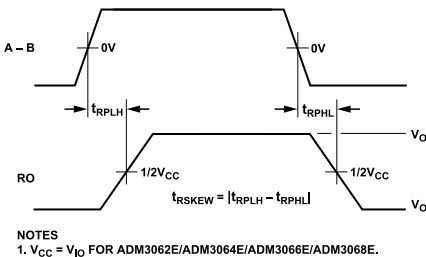 A – B
0V
0V
tRPLH
tRPHL
VO
RO
1/2VCC
1/2VCC
tRSKEW = |tRPLH – tRPHL|
VO
NOTES
1. VCC = VIO FOR ADM3062E/ADM3064E/ADM3066E/ADM3068E.